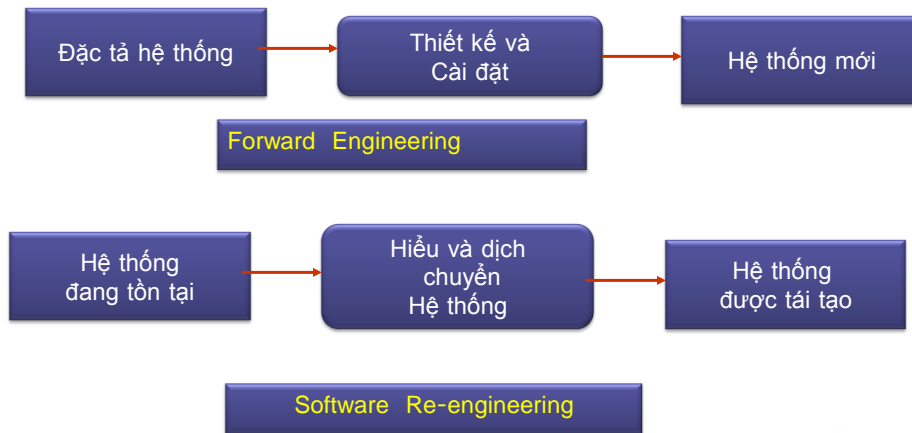 Đặc tả hệ thống
Thiết kế và
Cài đặt
Hệ thống mới
Forward Engineering
Hệ thống
đang tồn tại
Hiểu và dịch
chuyển
Hệ thống
Hệ thống
được tái tạo
Software Re-engineering